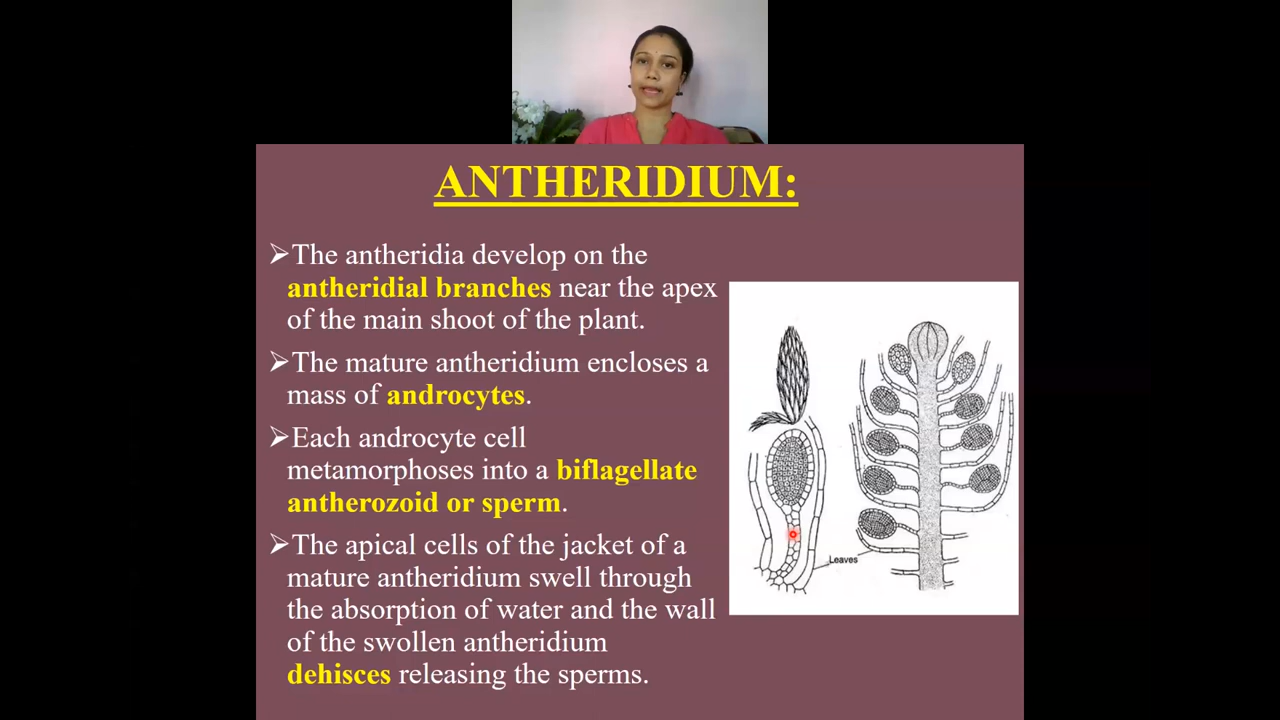 ANTHERIDIUM:
➢The antheridia develop on the
antheridial branches near the apex
of the main shoot of the plant.
➢The mature antheridium encloses a
mass of androcytes.
➢Each androcyte cell
metamorphoses into a biflagellate
antherozoid or sperm.
➢The apical cells of the jacket of a
mature antheridium swell through
the absorption of water and the wall
of the swollen antheridium
dehisces releasing the sperms.
Leaves